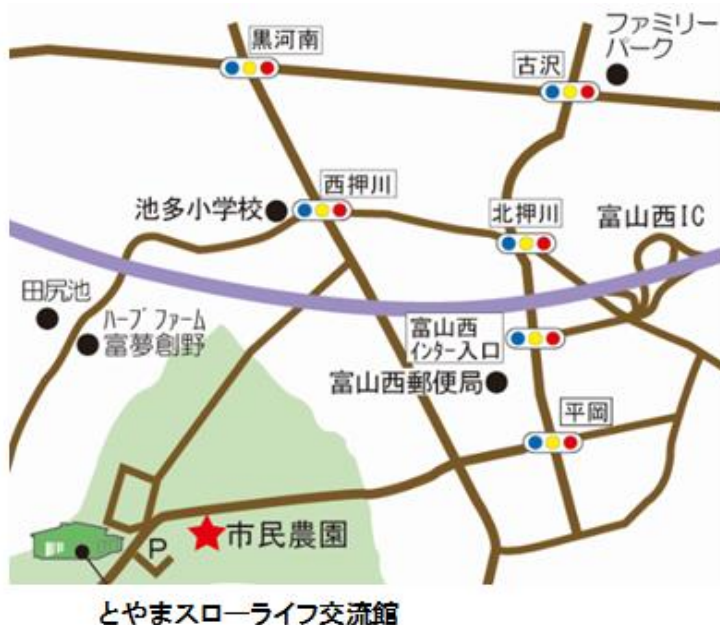 ファミリー
パーク
黒河南
古沢
西押川
池多小学校
北押川
富山西IC
田尻池
ﾊｰﾌﾞ ﾌｧｰﾑ
富夢創野
富山西
ｲﾝﾀｰ入口
富山西郵便局
平岡
P
市民農園
とやまスローライフ交流館